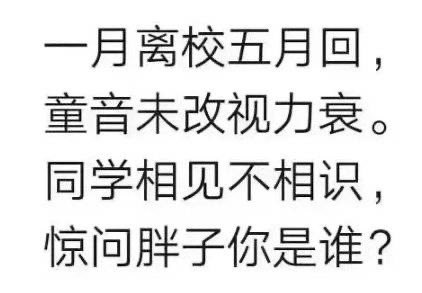 一月离校五月回，
童音未改视力衰。
同学相见不相识，
惊问胖子你是谁？